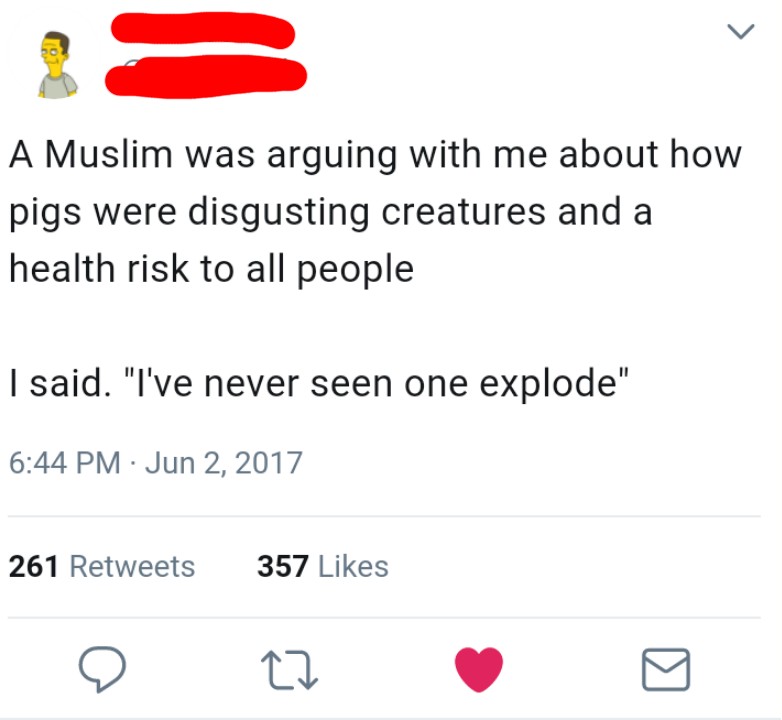 A Muslim was arguing with me about how
pigs were disgusting creatures and a
health risk to all people
I said. "I've never seen one explode"
6:44 PM · Jun 2, 2017
261 Retweets 357 Likes